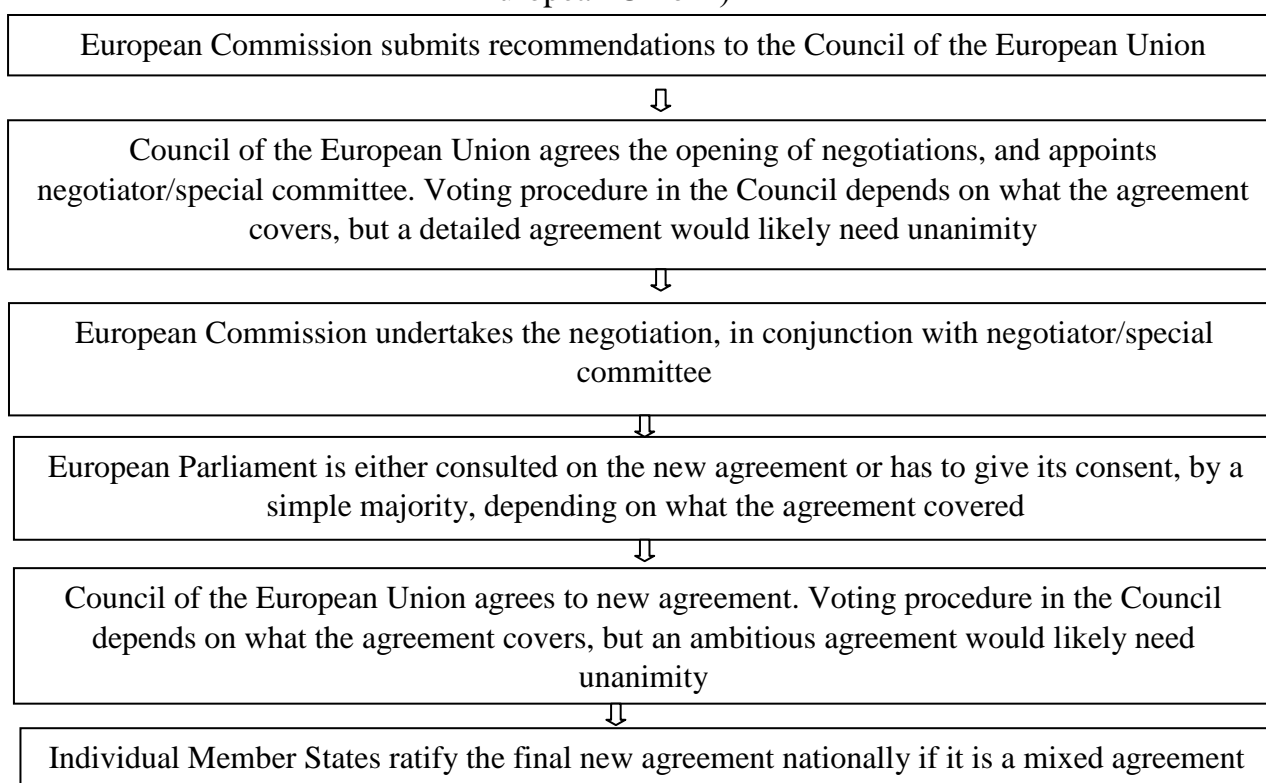 European Commission submits recommendations to the Council of the European Union
Council of the European Union agrees the opening of negotiations, and appoints
negotiator/special committee. Voting procedure in the Council depends on what the agreement
covers, but a detailed agreement would likely need unanimity
European Commission undertakes the negotiation, in conjunction with negotiator/special
committee
European Parliament is either consulted on the new agreement or has to give its consent, by a
simple majority, depending on what the agreement covered
Council of the European Union agrees to new agreement. Voting procedure in the Council
depends on what the agreement covers, but an ambitious agreement would likely need
unanimity
Individual Member States ratify the final new agreement nationally if it is a mixed agreement